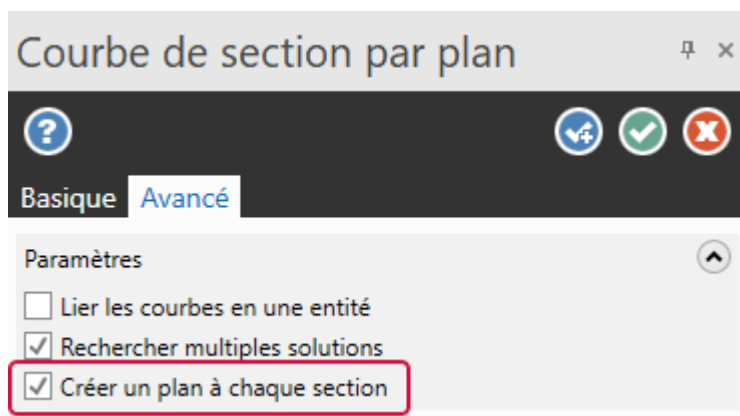 Courbe de section par plan
Basique Avancé
Paramètres
Lier les courbes en une entité
Rechercher multiples solutions
Créer un plan à chaque section